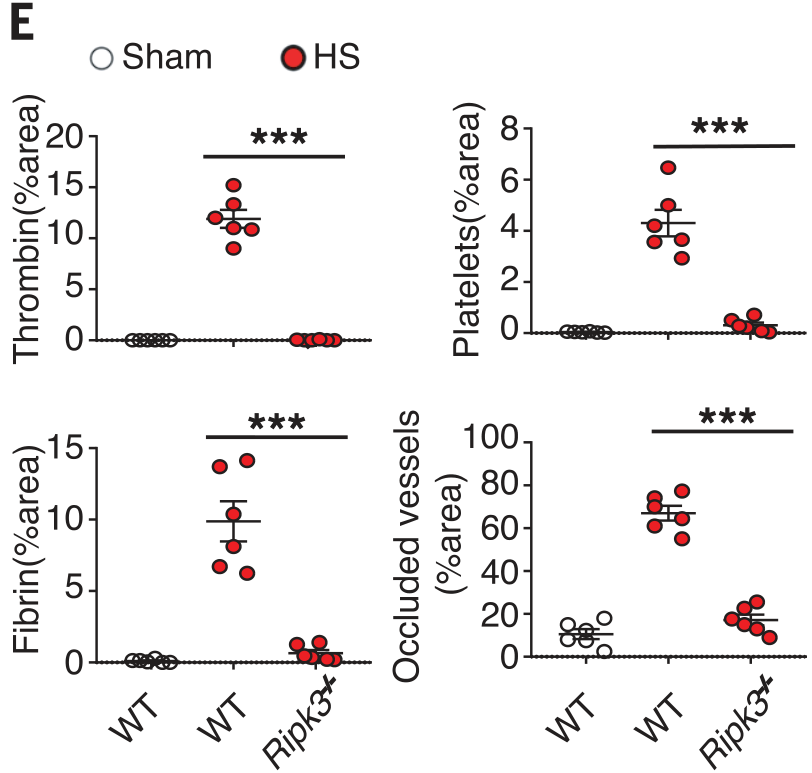 E
Sham HS
Thrombin(%area)
20
15
10
5
0
***
Platelets(%area)
8
6
4
2
0
***
Fibrin(%area)
15
10
5
0
***
WT WT Ripk3-/-
Occluded vessels
(%area)
100
80
60
40
20
0
***
WT WT Ripk3-/-